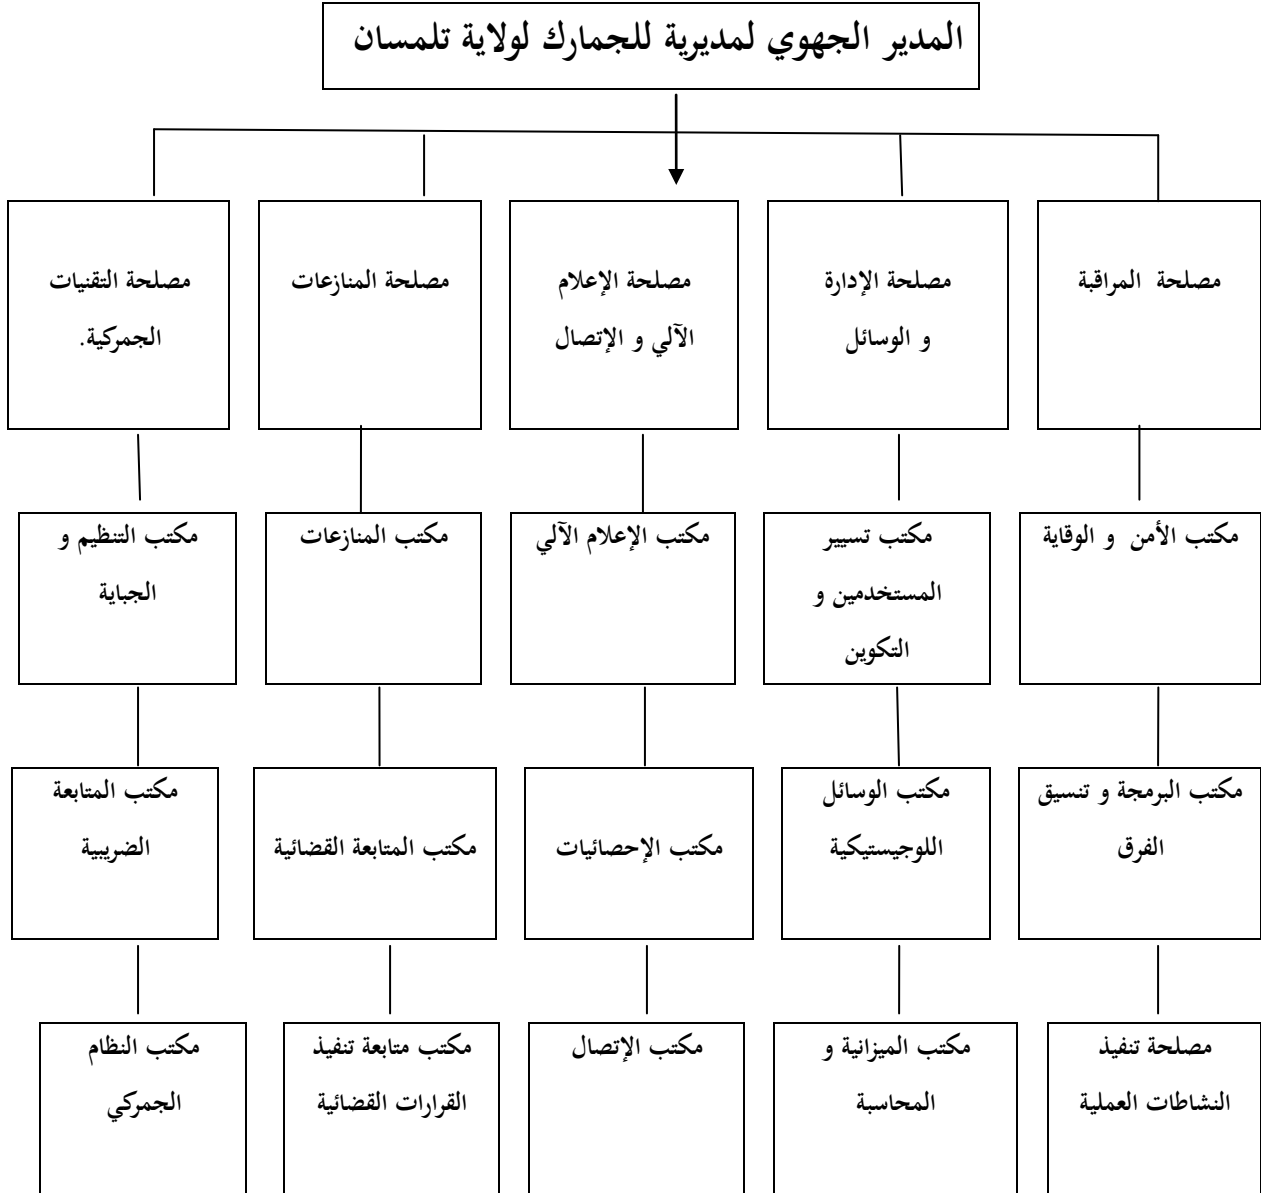 المدير الجهوي لمديرية للجمارك لولاية تلمسان
مصلحة المراقبة
مصلحة الإدارة
و الوسائل
مصلحة الإعلام
الآلي و الإتصال
مصلحة المنازعات
مصلحة التقنيات
الجمركية.
مكتب الأمن و الوقاية
مكتب تسيير
المستخدمين و
التكوين
مكتب الإعلام الآلي
مكتب المنازعات
مكتب التنظيم و
الجباية
مكتب البرمجة و تنسيق
الفرق
مكتب الوسائل
اللوجيستيكية
مكتب الإحصائيات
مكتب المتابعة القضائية
مكتب المتابعة
الضريبية
مصلحة تنفيذ
النشاطات العملية
مكتب الميزانية و
المحاسبة
مكتب الإتصال
مكتب متابعة تنفيذ
القرارات القضائية
مكتب النظام
الجمركي